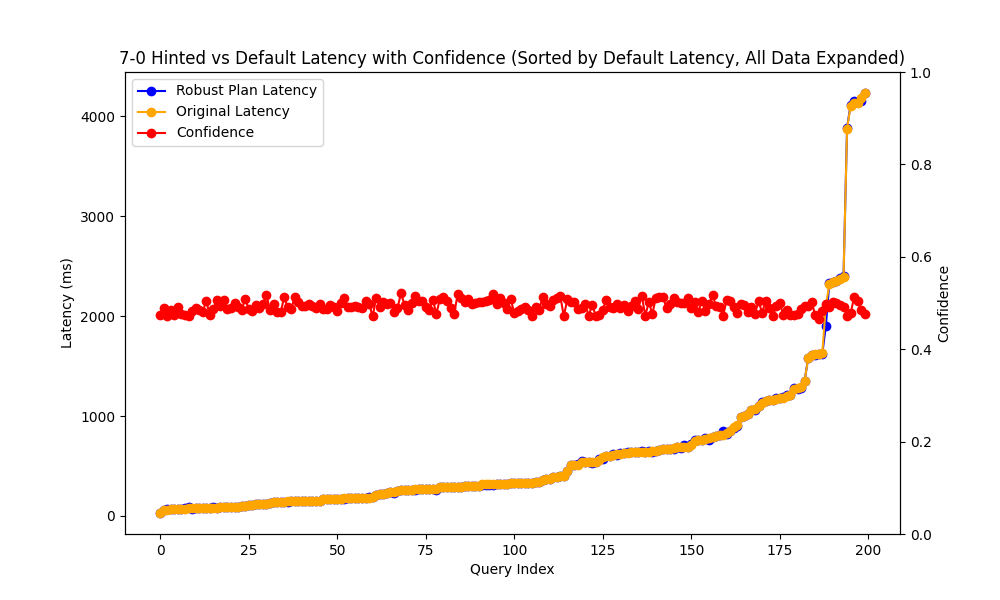 7-0 Hinted vs Default Latency with Confidence (Sorted by Default Latency, All Data Expanded)
Robust Plan Latency
Original Latency
Confidence
Latency (ms)
4000
3000
2000
1000
0
1.0
0.8
0.6
0.4
0.2
0.0
Confidence
0 25 50 75 100 125 150 175 200
Query Index